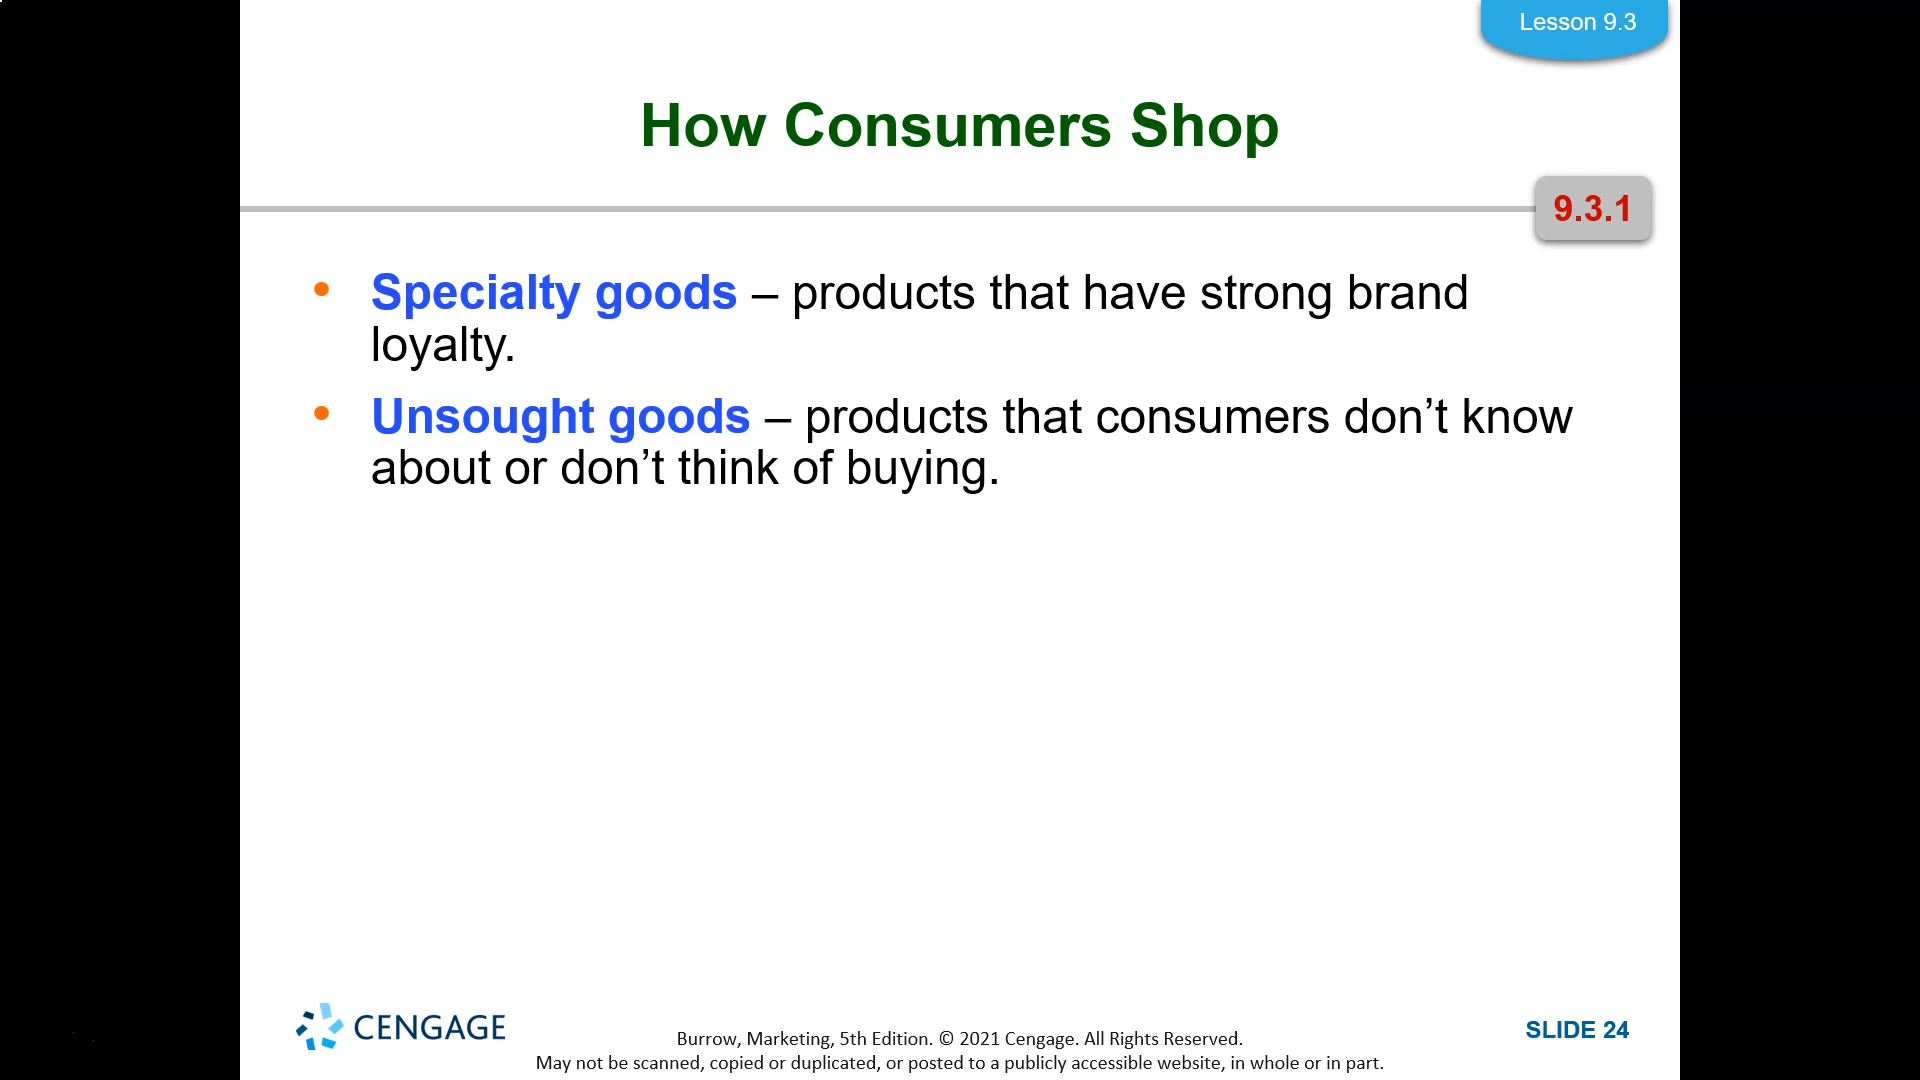 Lesson 9.3
How Consumers Shop
9.3.1
• Specialty goods – products that have strong brand
loyalty.
• Unsought goods – products that consumers don’t know
about or don’t think of buying.
CENGAGE
Burrow, Marketing, 5th Edition. © 2021 Cengage. All Rights Reserved.
May not be scanned, copied or duplicated, or posted to a publicly accessible website, in whole or in part.
SLIDE 24